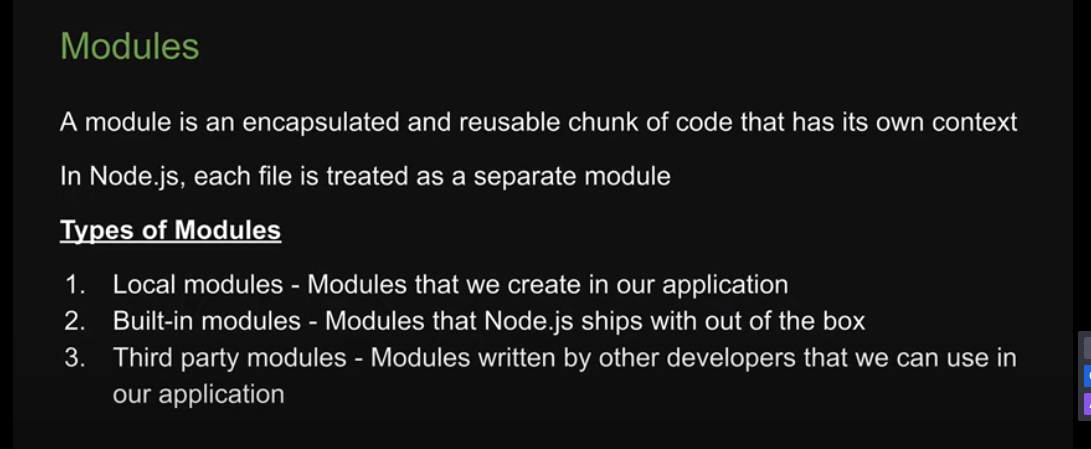 Modules
A module is an encapsulated and reusable chunk of code that has its own context
In Node.js, each file is treated as a separate module
Types of Modules
1. Local modules - Modules that we create in our application
2. Built-in modules - Modules that Node.js ships with out of the box
3. Third party modules - Modules written by other developers that we can use in
our application